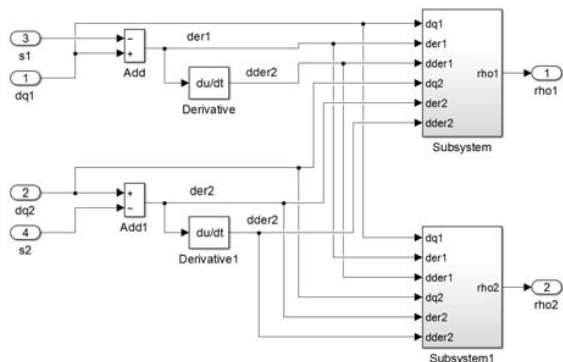 3
s1
1
dq1
−
+
Add
der1
du/dt
Derivative
dder2
dq1
der1
dder1
dq2
der2
dder2
rho1
Subsystem
1
rho1
2
dq2
4
s2
+
−
Add1
der2
du/dt
Derivative1
dder2
dq1
der1
dder1
dq2
der2
dder2
rho2
Subsystem1
2
rho2